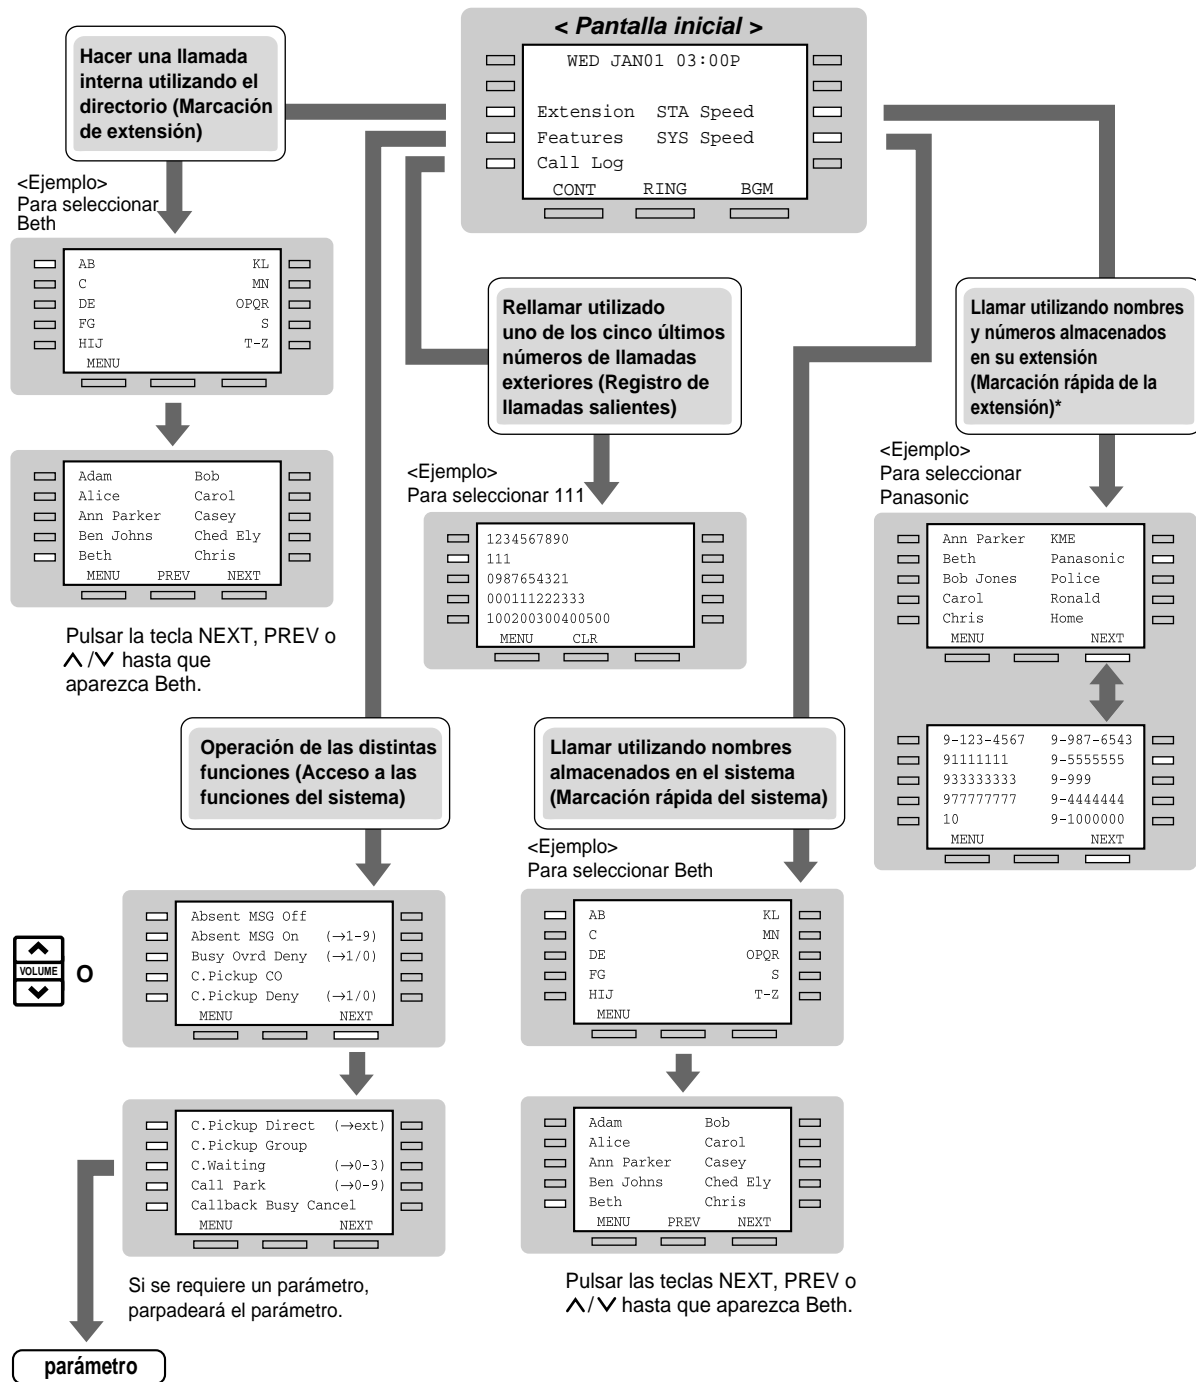 < Pantalla inicial >
WED JAN01 03:00P
Extension STA Speed
Features SYS Speed
Call Log
CONT RING BGM
Hacer una llamada
interna utilizando el
directorio (Marcación
de extensión)
<Ejemplo>
Para seleccionar
Beth
AB KL
C MN
DE OPQR
FG S
HIJ T-Z
MENU
Adam Bob
Alice Carol
Ann Parker Casey
Ben Johns Ched Ely
Beth Chris
MENU PREV NEXT
Pulsar la tecla NEXT, PREV o
∧ /∨ hasta que
aparezca Beth.
Rellamar utilizado
uno de los cinco últimos
números de llamadas
exteriores (Registro de
llamadas salientes)
<Ejemplo>
Para seleccionar 111
1234567890
111
0987654321
000111222333
100200300400500
MENU CLR
Llamar utilizando nombres
y números almacenados
en su extensión
(Marcación rápida de la
extensión)*
<Ejemplo>
Para seleccionar
Panasonic
Ann Parker KME
Beth Panasonic
Bob Jones Police
Carol Ronald
Chris Home
MENU NEXT
9-123-4567 9-987-6543
91111111 9-5555555
933333333 9-999
977777777 9-4444444
10 9-1000000
MENU NEXT
Operación de las distintas
funciones (Acceso a las
funciones del sistema)
VOLUME O
Absent MSG Off
Absent MSG On (→1-9)
Busy Ovrd Deny (→1/0)
C.Pickup CO
C.Pickup Deny (→1/0)
MENU NEXT
C.Pickup Direct (→ext)
C.Pickup Group
C.Waiting (→0-3)
Call Park (→0-9)
Callback Busy Cancel
MENU NEXT
Si se requiere un parámetro,
parpadeará el parámetro.
parámetro
Llamar utilizando nombres
almacenados en el sistema
(Marcación rápida del sistema)
<Ejemplo>
Para seleccionar Beth
AB KL
C MN
DE OPQR
FG S
HIJ T-Z
MENU
Adam Bob
Alice Carol
Ann Parker Casey
Ben Johns Ched Ely
Beth Chris
MENU PREV NEXT
Pulsar las teclas NEXT, PREV o
∧/∨ hasta que aparezca Beth.